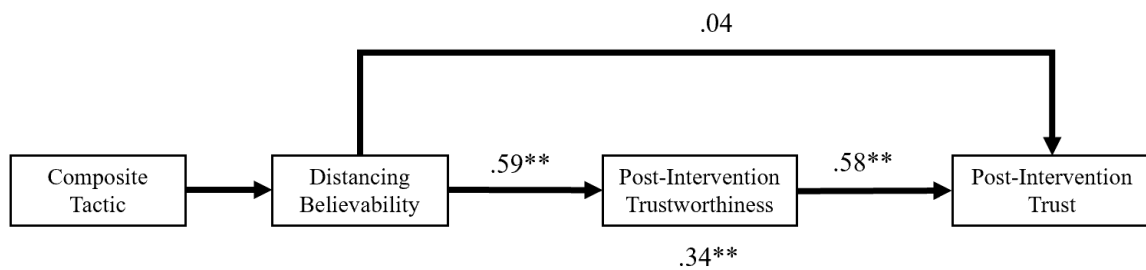 .04
Composite
Tactic
Distancing
Believability
.59**
Post-Intervention
Trustworthiness
.58**
Post-Intervention
Trust
.34**